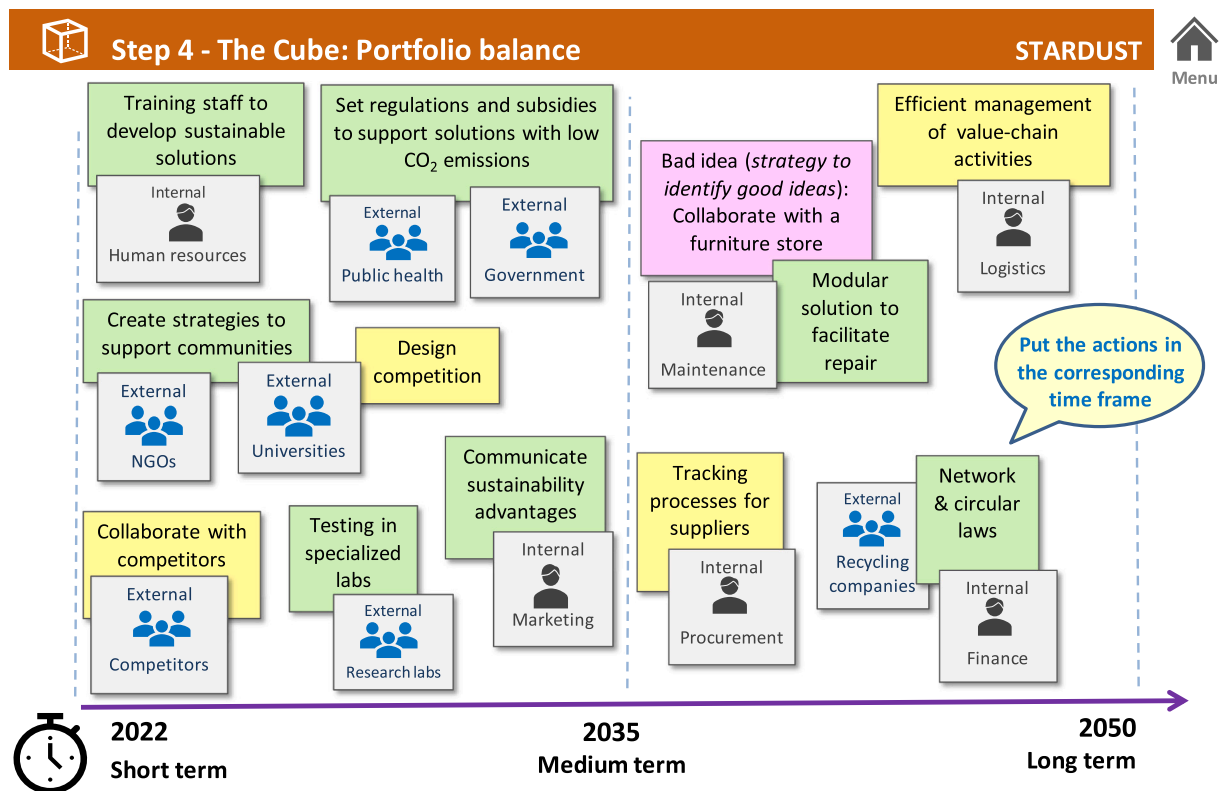 Step 4 - The Cube: Portfolio balance
STARDUST
Menu
Training staff to
develop sustainable
solutions
Internal
Human resources
Set regulations and subsidies
to support solutions with low
CO2 emissions
External
Public health
External
Government
Bad idea (strategy to
identify good ideas):
Collaborate with a
furniture store
Internal
Maintenance
Modular
solution to
facilitate
repair
Efficient management
of value-chain
activities
Internal
Logistics
Put the actions in
the corresponding
time frame
Create strategies to
support communities
External
NGOs
External
Universities
Design
competition
Collaborate with
competitors
External
Competitors
Testing in
specialized
labs
External
Research labs
Communicate
sustainability
advantages
Internal
Marketing
Tracking
processes for
suppliers
Internal
Procurement
External
Recycling
companies
Network
& circular
laws
Internal
Finance
2022
Short term
2035
Medium term
2050
Long term